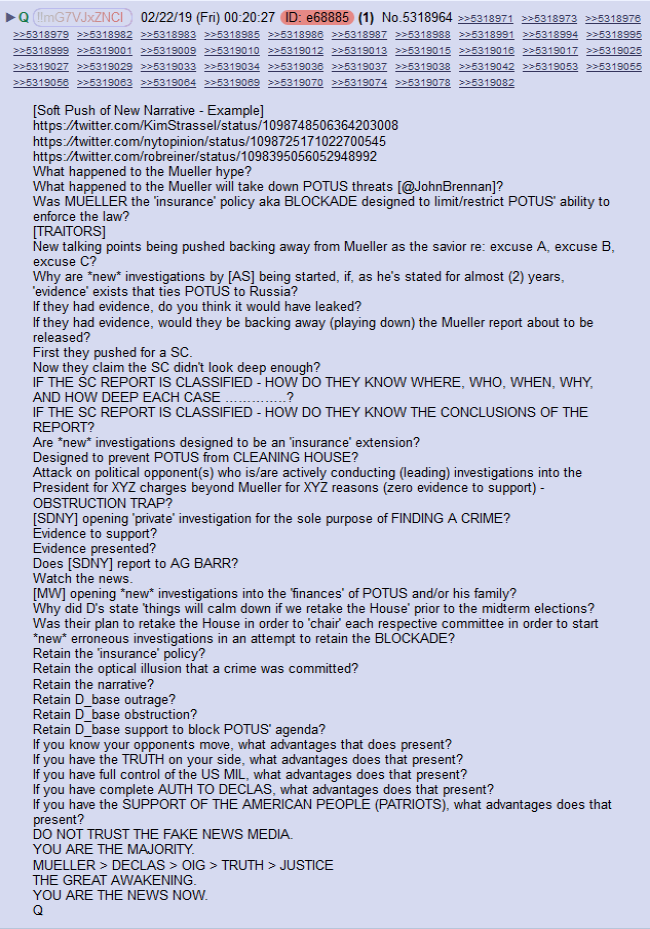 ▶ Q !!mG7VJxZNCI 02/22/19 (Fri) 00:20:27 ID: e68885 (1) No.5318964 >>5318971 >>5318973 >>5318976
>>5318979 >>5318982 >>5318983 >>5318985 >>5318986 >>5318987 >>5318988 >>5318991 >>5318994 >>5318995
>>5318999 >>5319001 >>5319009 >>5319010 >>5319012 >>5319013 >>5319015 >>5319016 >>5319017 >>5319025
>>5319027 >>5319029 >>5319033 >>5319034 >>5319036 >>5319037 >>5319038 >>5319042 >>5319053 >>5319055
>>5319056 >>5319063 >>5319064 >>5319069 >>5319070 >>5319074 >>5319078 >>5319082
[Soft Push of New Narrative - Example]
https://twitter.com/KimStrassel/status/1098748506364203008
https://twitter.com/nytopinion/status/1098725171022700545
https://twitter.com/robreiner/status/1098395056052948992
What happened to the Mueller hype?
What happened to the Mueller will take down POTUS threats [@JohnBrennan]?
Was MUELLER the 'insurance' policy aka BLOCKADE designed to limit/restrict POTUS' ability to
enforce the law?
[TRAITORS]
New talking points being pushed backing away from Mueller as the savior re: excuse A, excuse B,
excuse C?
Why are *new* investigations by [AS] being started, if, as he's stated for almost (2) years,
'evidence' exists that ties POTUS to Russia?
If they had evidence, do you think it would have leaked?
If they had evidence, would they be backing away (playing down) the Mueller report about to be
released?
First they pushed for a SC.
Now they claim the SC didn't look deep enough?
IF THE SC REPORT IS CLASSIFIED - HOW DO THEY KNOW WHERE, WHO, WHEN, WHY,
AND HOW DEEP EACH CASE …………..?
IF THE SC REPORT IS CLASSIFIED - HOW DO THEY KNOW THE CONCLUSIONS OF THE
REPORT?
Are *new* investigations designed to be an 'insurance' extension?
Designed to prevent POTUS from CLEANING HOUSE?
Attack on political opponent(s) who is/are actively conducting (leading) investigations into the
President for XYZ charges beyond Mueller for XYZ reasons (zero evidence to support) -
OBSTRUCTION TRAP?
[SDNY] opening 'private' investigation for the sole purpose of FINDING A CRIME?
Evidence to support?
Evidence presented?
Does [SDNY] report to AG BARR?
Watch the news.
[MW] opening *new* investigations into the 'finances' of POTUS and/or his family?
Why did D's state 'things will calm down if we retake the House' prior to the midterm elections?
Was their plan to retake the House in order to 'chair' each respective committee in order to start
*new* erroneous investigations in an attempt to retain the BLOCKADE?
Retain the 'insurance' policy?
Retain the optical illusion that a crime was committed?
Retain the narrative?
Retain D_base outrage?
Retain D_base obstruction?
Retain D_base support to block POTUS' agenda?
If you know your opponents move, what advantages that does present?
If you have the TRUTH on your side, what advantages does that present?
If you have full control of the US MIL, what advantages does that present?
If you have complete AUTH TO DECLAS, what advantages does that present?
If you have the SUPPORT OF THE AMERICAN PEOPLE (PATRIOTS), what advantages does that
present?
DO NOT TRUST THE FAKE NEWS MEDIA.
YOU ARE THE MAJORITY.
MUELLER > DECLAS > OIG > TRUTH > JUSTICE
THE GREAT AWAKENING.
YOU ARE THE NEWS NOW.
Q